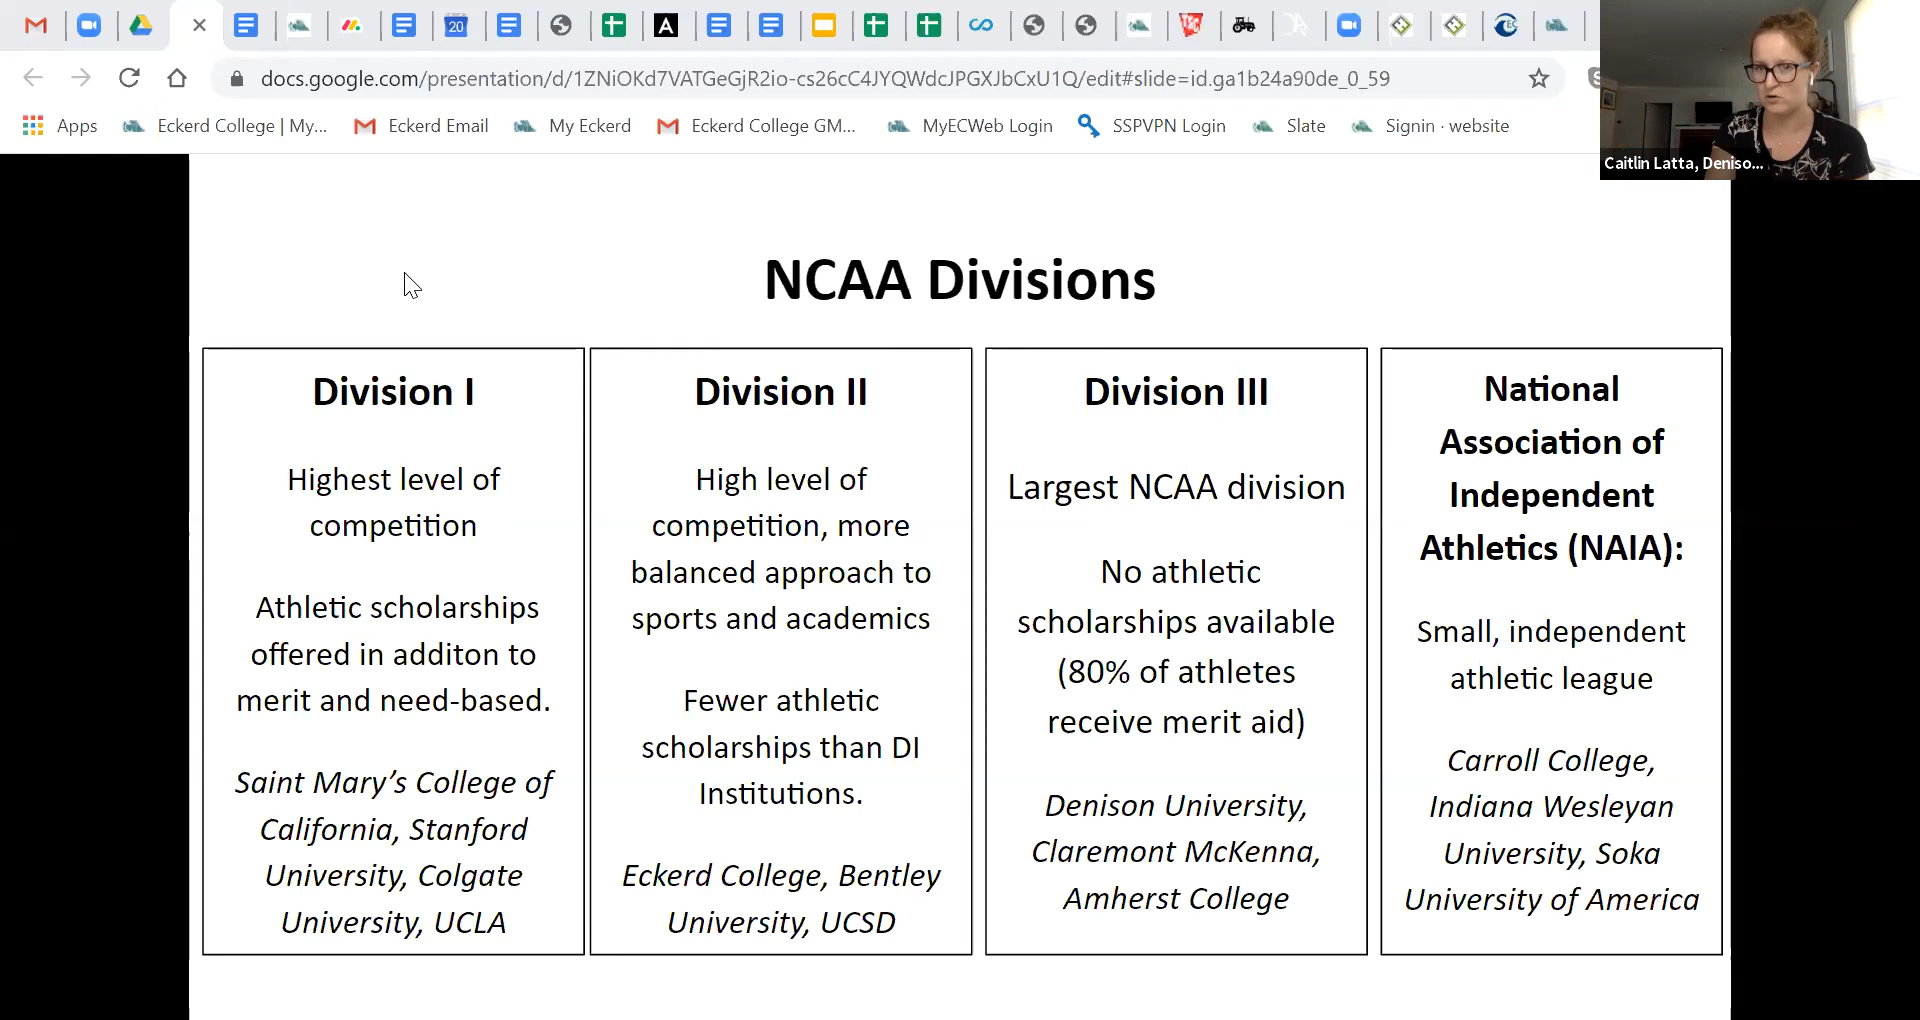 20
A
docs.google.com/presentation/d/1ZNiOKd7VATGeGjR2io-cs26cC4JYQWdcJPGXJbCxU1Q/edit#slide=id.ga1b24a90de_0_59
Apps
Eckerd College | My...
Eckerd Email
My Eckerd
Eckerd College GM...
MyECWeb Login
SSPVPN Login
Slate
Signin · website
Caitlin Latta, Deniso...
NCAA Divisions
Division I
Highest level of
competition
Athletic scholarships
offered in additon to
merit and need-based.
Saint Mary's College of
California, Stanford
University, Colgate
University, UCLA
Division II
High level of
competition, more
balanced approach to
sports and academics
Fewer athletic
scholarships than DI
Institutions.
Eckerd College, Bentley
University, UCSD
Division III
Largest NCAA division
No athletic
scholarships available
(80% of athletes
receive merit aid)
Denison University,
Claremont McKenna,
Amherst College
National
Association of
Independent
Athletics (NAIA):
Small, independent
athletic league
Carroll College,
Indiana Wesleyan
University, Soka
University of America